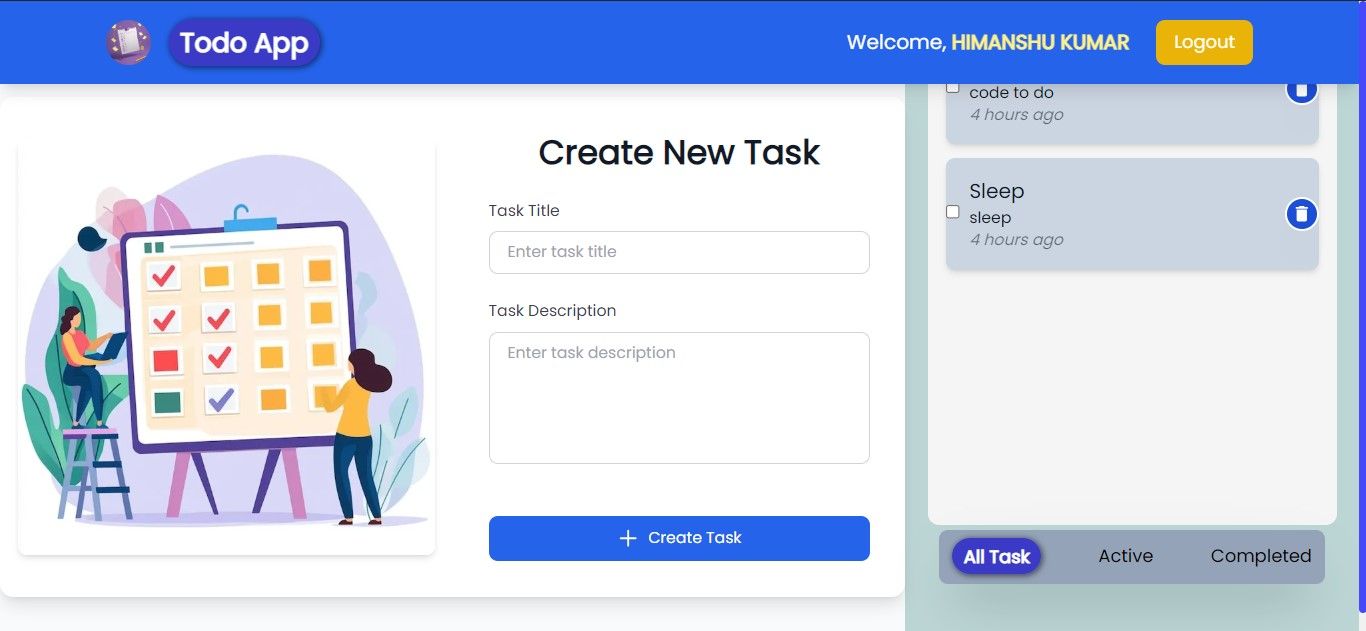 Todo App
Welcome, HIMANSHU KUMAR
Logout
Create New Task
Task Title
Enter task title
Task Description
Enter task description
Create Task
code to do
4 hours ago
Sleep
sleep
4 hours ago
All Task
Active
Completed